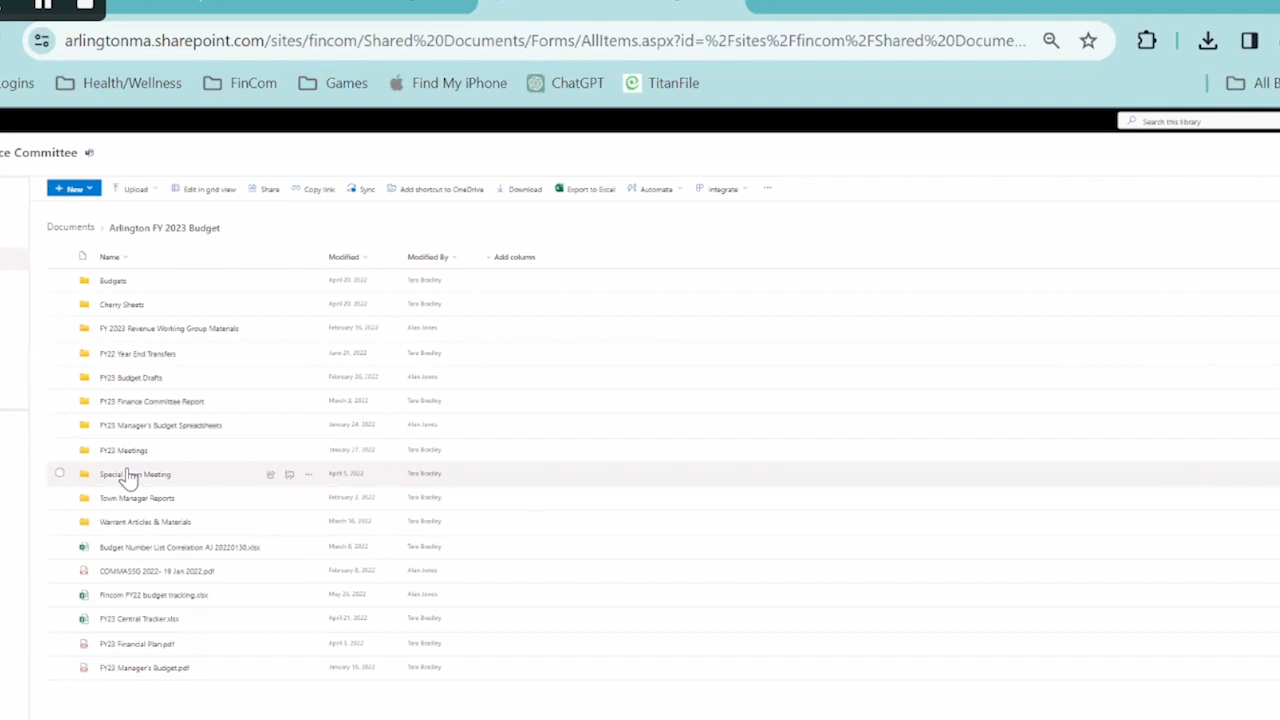 arlingtonma.sharepoint.com/sites/fincom/Shared%20Documents/Forms/AllItems.aspx?id=%2Fsites%2Ffincom%2FShared%20Docume...
ogins Health/Wellness FinCom Games Find My iPhone ChatGPT TitanFile All B
Search this library
ce Committee
+ New Upload Edit in grid view Share Copy link Sync Add shortcut to OneDrive Download Export to Excel Automate Integrate ...
Documents > Arlington FY 2023 Budget
Name Modified Modified By + Add column
Budgets April 20, 2022 Tara Bradley
Cherry Sheets April 20, 2022 Tara Bradley
FY 2023 Revenue Working Group Materials February 16, 2022 Alan Jones
FY22 Year End Transfers June 21, 2022 Tara Bradley
FY23 Budget Drafts February 26, 2022 Alan Jones
FY23 Finance Committee Report March 3, 2022 Alan Jones
FY23 Manager's Budget Spreadsheets January 24, 2022 Alan Jones
FY23 Meetings January 27, 2022 Tara Bradley
Special Meeting ... April 5, 2022 Tara Bradley
Town Manager Reports February 2, 2022 Tara Bradley
Warrant Articles & Materials March 16, 2022 Tara Bradley
Budget Number List Correlation AJ 20220130.xlsx March 6, 2022 Tara Bradley
COMMASSG 2022- 19 Jan 2022.pdf February 8, 2022 Alan Jones
Fincom FY22 budget tracking.xlsx May 26, 2022 Alan Jones
FY23 Central Tracker.xlsx April 21, 2022 Tara Bradley
FY23 Financial Plan.pdf April 3, 2022 Tara Bradley
FY23 Manager's Budget.pdf January 16, 2022 Tara Bradley